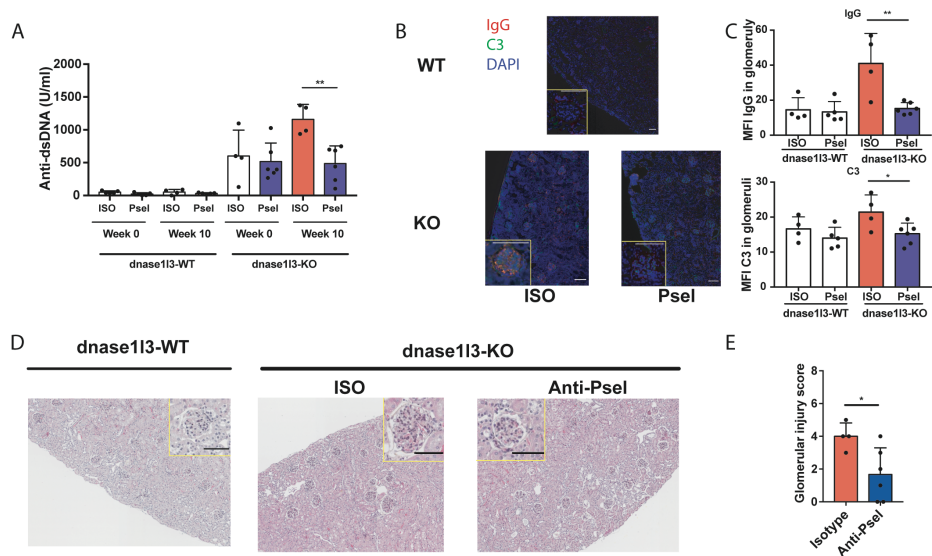 A
Anti-dsDNA (U/ml)
2000
1500
1000
500
0
ISO Psel ISO Psel ISO Psel ISO Psel
Week 0 Week 10 Week 0 Week 10
dnase1l3-WT dnase1l3-KO
**
B
IgG
C3
DAPI
WT
KO
ISO Psel
C
IgG
**
MFI IgG in glomeruly
80
60
40
20
0
ISO Psel ISO Psel
dnase1l3-WT dnase1l3-KO
C3
*
MFI C3 in glomeruli
30
20
10
0
ISO Psel ISO Psel
dnase1l3-WT dnase1l3-KO
D
dnase1l3-WT dnase1l3-KO
ISO Anti-Psel
E
Glomerular injury score
8
6
4
2
0
*
Isotype Anti-Psel